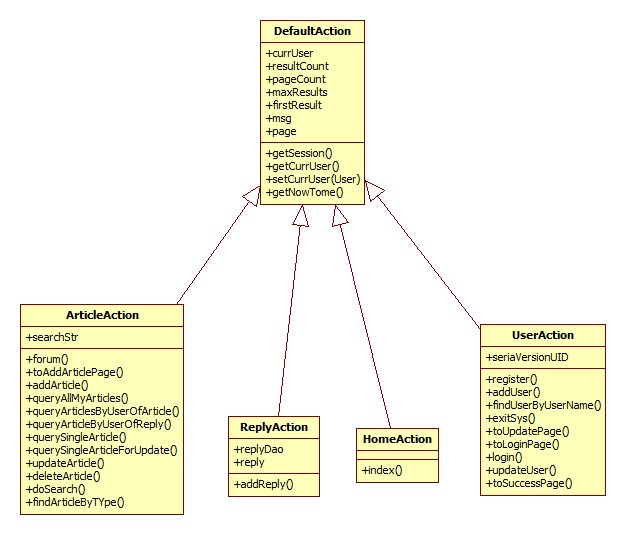 DefaultAction
+currUser
+resultCount
+pageCount
+maxResults
+firstResult
+msg
+page
+getSession()
+getCurrUser()
+setCurrUser(User)
+getNowTome()
ArticleAction
+searchStr
+forum()
+toAddArticlePage()
+addArticle()
+queryAllMyArticles()
+queryArticlesByUserOfArticle()
+queryArticleByUserOfReply()
+querySingleArticle()
+querySingleArticleForUpdate()
+updateArticle()
+deleteArticle()
+doSearch()
+findArticleByTYpe()
ReplyAction
+replyDao
+reply
+addReply()
HomeAction
+index()
UserAction
+seriaVersionUID
+register()
+addUser()
+findUserByUserName()
+exitSys()
+toUpdatePage()
+toLoginPage()
+login()
+updateUser()
+toSuccessPage()